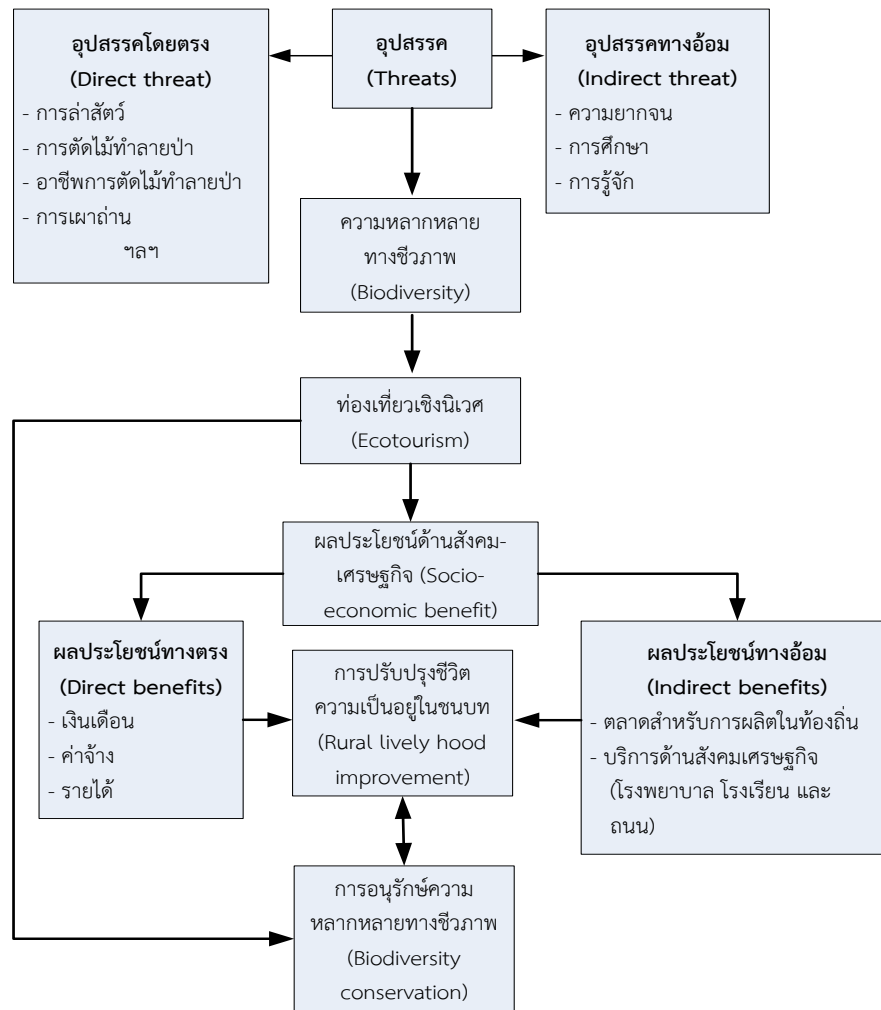 อุปสรรคโดยตรง
(Direct threat)
- การล่าสัตว์
- การตัดไม้ทำลายป่า
- อาชีพการตัดไม้ทำลายป่า
- การเผาถ่าน
ฯลฯ
อุปสรรค
(Threats)
อุปสรรคทางอ้อม
(Indirect threat)
- ความยากจน
- การศึกษา
- การรู้จัก
ความหลากหลาย
ทางชีวภาพ
(Biodiversity)
ท่องเที่ยวเชิงนิเวศ
(Ecotourism)
ผลประโยชน์ด้านสังคม-
เศรษฐกิจ (Socio-
economic benefit)
ผลประโยชน์ทางตรง
(Direct benefits)
- เงินเดือน
- ค่าจ้าง
- รายได้
การปรับปรุงชีวิต
ความเป็นอยู่ในชนบท
(Rural lively hood
improvement)
ผลประโยชน์ทางอ้อม
(Indirect benefits)
- ตลาดสำหรับการผลิตในท้องถิ่น
- บริการด้านสังคมเศรษฐกิจ
(โรงพยาบาล โรงเรียน และ
ถนน)
การอนุรักษ์ความ
หลากหลายทางชีวภาพ
(Biodiversity
conservation)